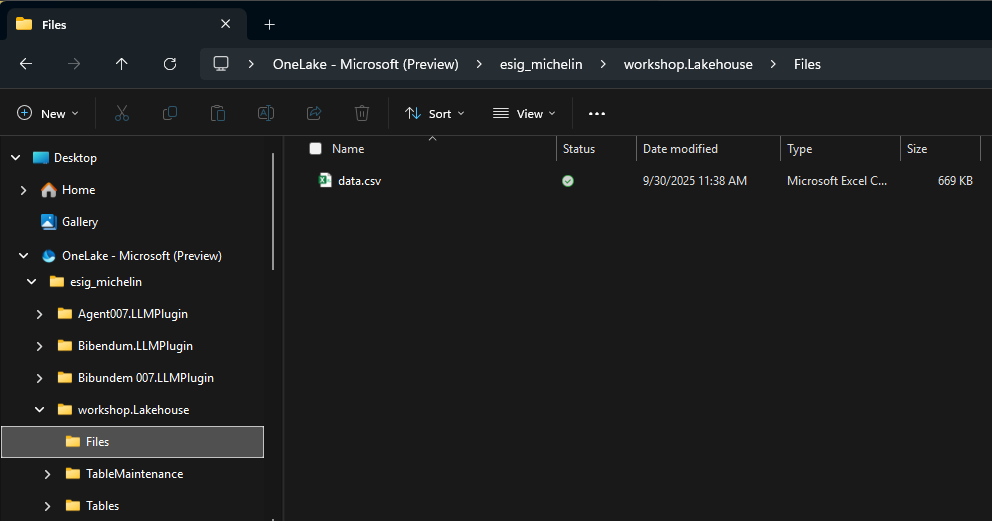 Files
OneLake - Microsoft (Preview) esig_michelin workshop.Lakehouse Files
New Sort View
Desktop
Home
Gallery
OneLake - Microsoft (Preview)
esig_michelin
Agent007.LLMPlugin
Bibendum.LLMPlugin
Bibundem 007.LLMPlugin
workshop.Lakehouse
Files
TableMaintenance
Tables
Name Status Date modified Type Size
data.csv 9/30/2025 11:38 AM Microsoft Excel C... 669 KB